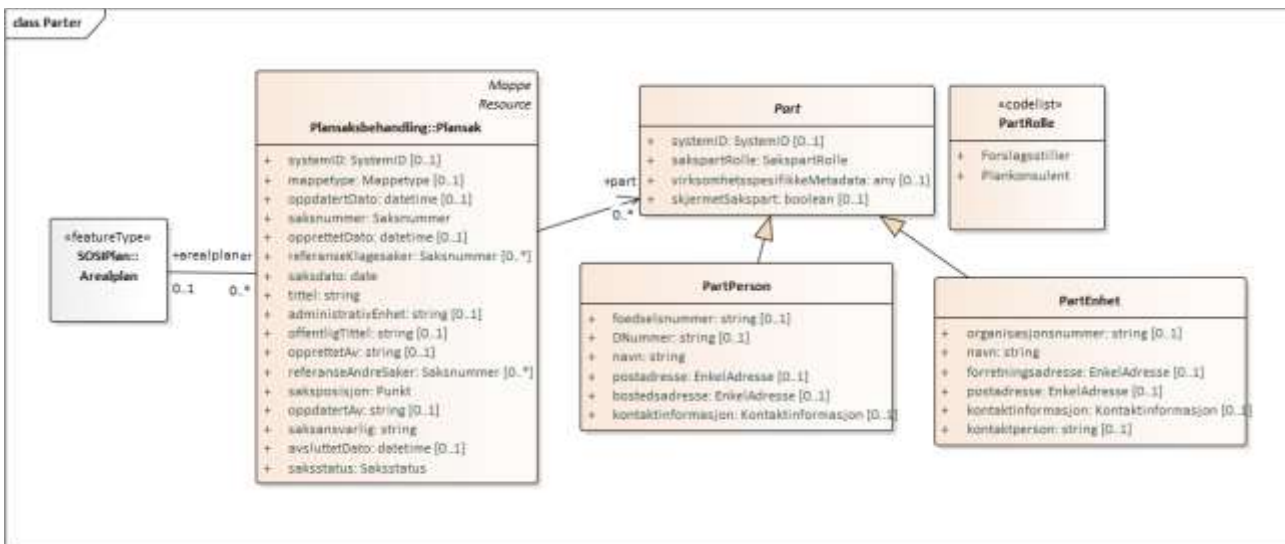 class Parter
«featureType»
SOSIPlan::
Arealplan
+arealplaner
0..1
0..*
Mappe
Resource
Plansaksbehandling::Plansak
+ systemID: SystemID [0..1]
+ mappetype: Mappetype [0..1]
+ oppdatertDato: datetime [0..1]
+ saksnummer: Saksnummer
+ opprettetDato: datetime [0..1]
+ referanseKlagesaker: Saksnummer [0..*]
+ saksdato: date
+ tittel: string
+ administrativEnhet: string [0..1]
+ offentligTittel: string [0..1]
+ opprettetAv: string [0..1]
+ referanseAndreSaker: Saksnummer [0..*]
+ saksposisjon: Punkt
+ oppdatertAv: string [0..1]
+ saksansvarlig: string
+ avsluttetDato: datetime [0..1]
+ saksstatus: Saksstatus
+part
0..*
Part
+ systemID: SystemID [0..1]
+ sakspartRolle: SakspartRolle
+ virksomhetsspesifikkeMetadata: any [0..1]
+ skjermetSakspart: boolean [0..1]
«codelist»
PartRolle
+ Forslagsstiller
+ Plankonsulent
PartPerson
+ foedselsnummer: string [0..1]
+ DNummer: string [0..1]
+ navn: string
+ postadresse: EnkelAdresse [0..1]
+ bostedsadresse: EnkelAdresse [0..1]
+ kontaktinformasjon: Kontaktinformasjon [0..1]
PartEnhet
+ organisesjonsnummer: string [0..1]
+ navn: string
+ forretningsadresse: EnkelAdresse [0..1]
+ postadresse: EnkelAdresse [0..1]
+ kontaktinformasjon: Kontaktinformasjon [0..1]
+ kontaktperson: string [0..1]